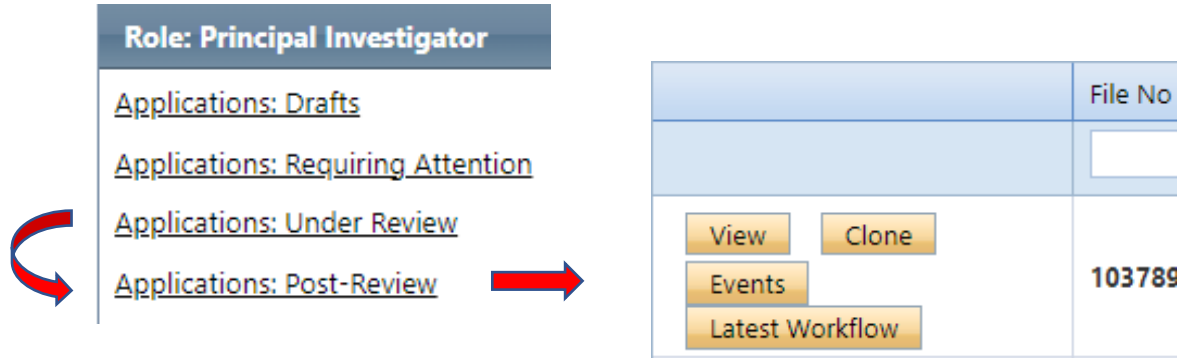 Role: Principal Investigator
Applications: Drafts
Applications: Requiring Attention
Applications: Under Review
Applications: Post-Review
File No
View Clone
Events
103789
Latest Workflow